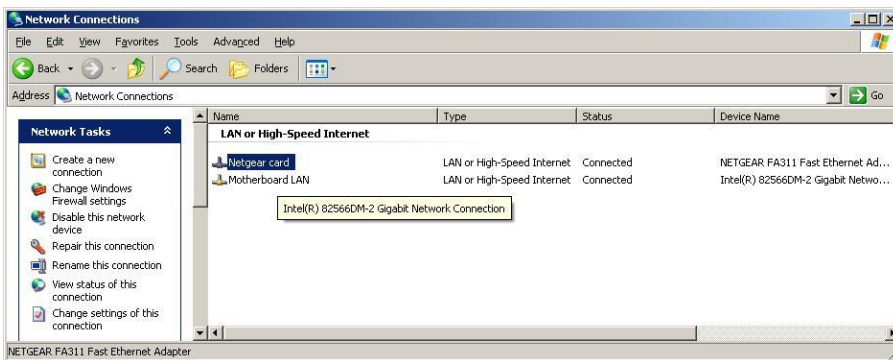 Network Connections
File Edit View Favorites Tools Advanced Help
Back Search Folders
Address Network Connections Go
Name Type Status Device Name
Network Tasks
LAN or High-Speed Internet
Create a new
connection
Change Windows
Firewall settings
Disable this network
device
Repair this connection
Rename this connection
View status of this
connection
Change settings of this
connection
Netgear card LAN or High-Speed Internet Connected NETGEAR FA311 Fast Ethernet Ad...
Motherboard LAN LAN or High-Speed Internet Connected Intel(R) 82566DM-2 Gigabit Netwo...
Intel(R) 82566DM-2 Gigabit Network Connection
NETGEAR FA311 Fast Ethernet Adapter